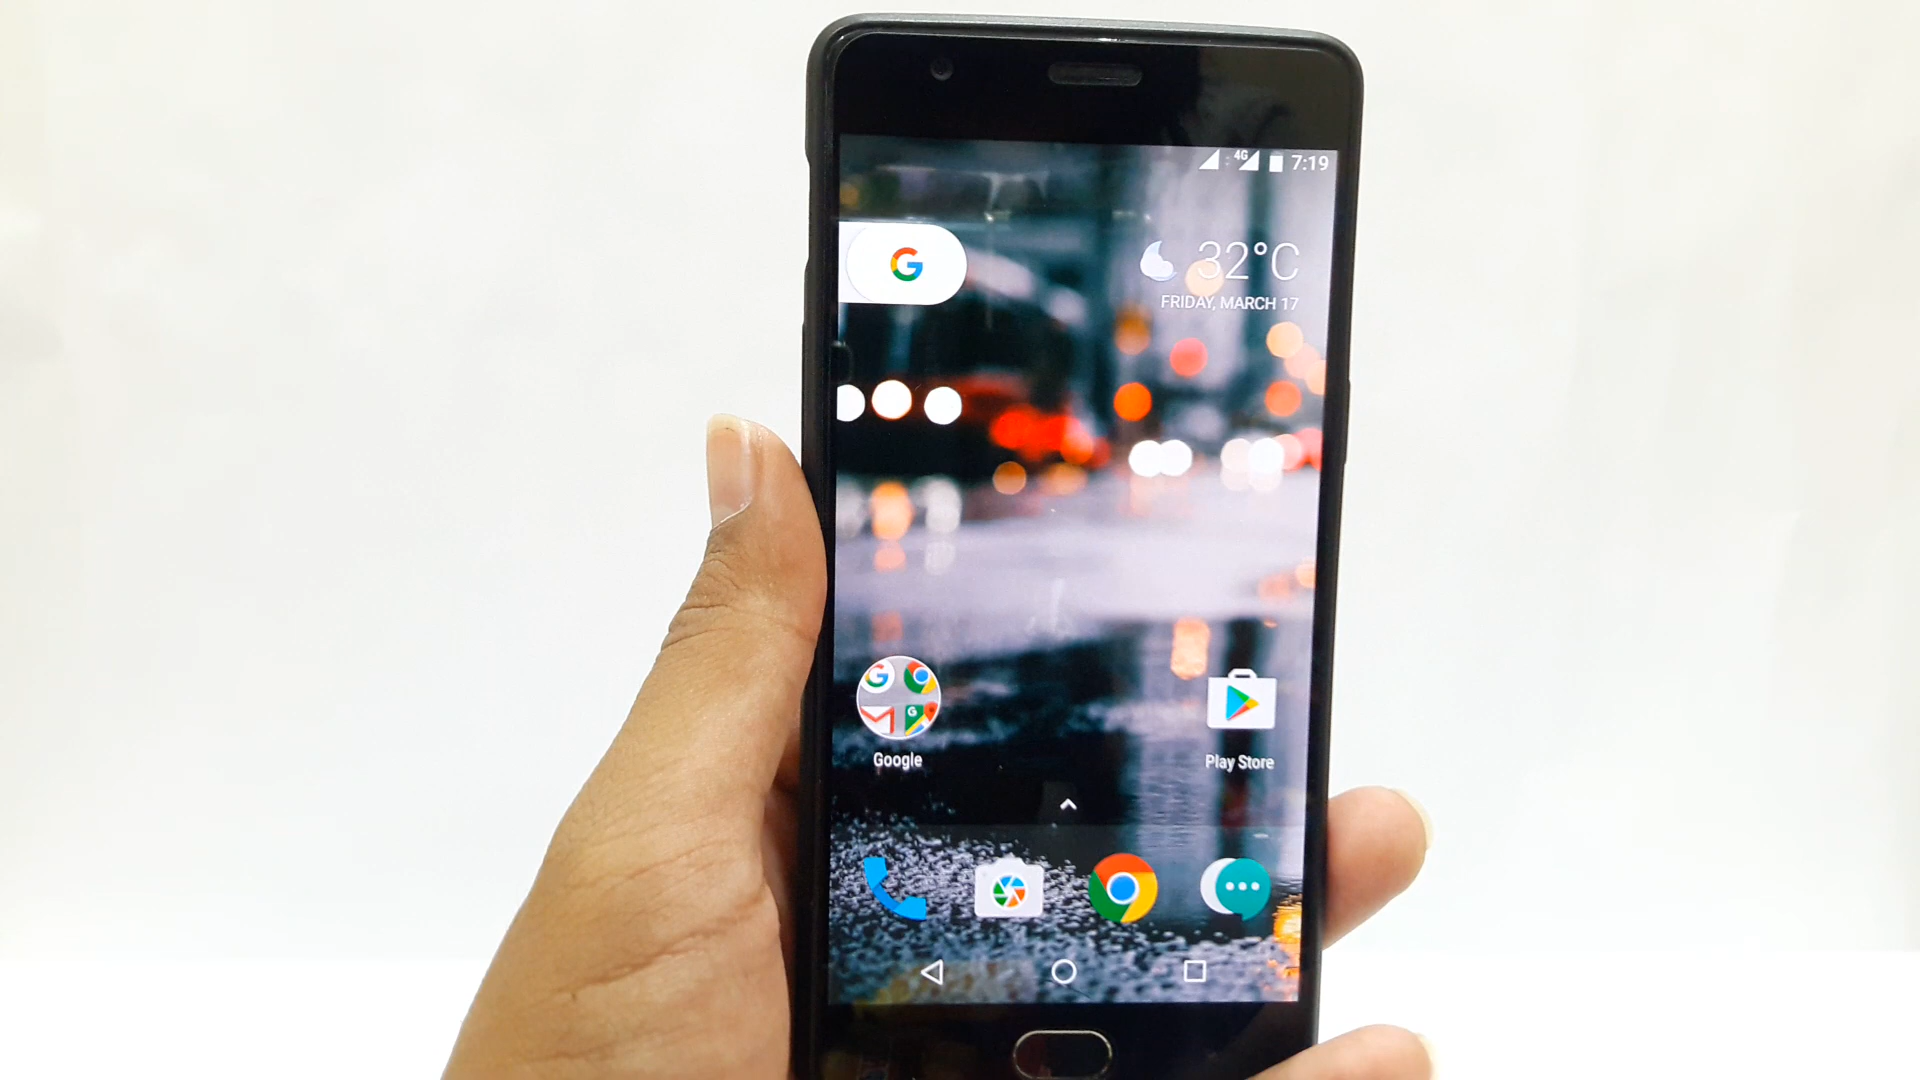 4G 7:19
G
32°C
FRIDAY, MARCH 17
G
G
Google
Play Store